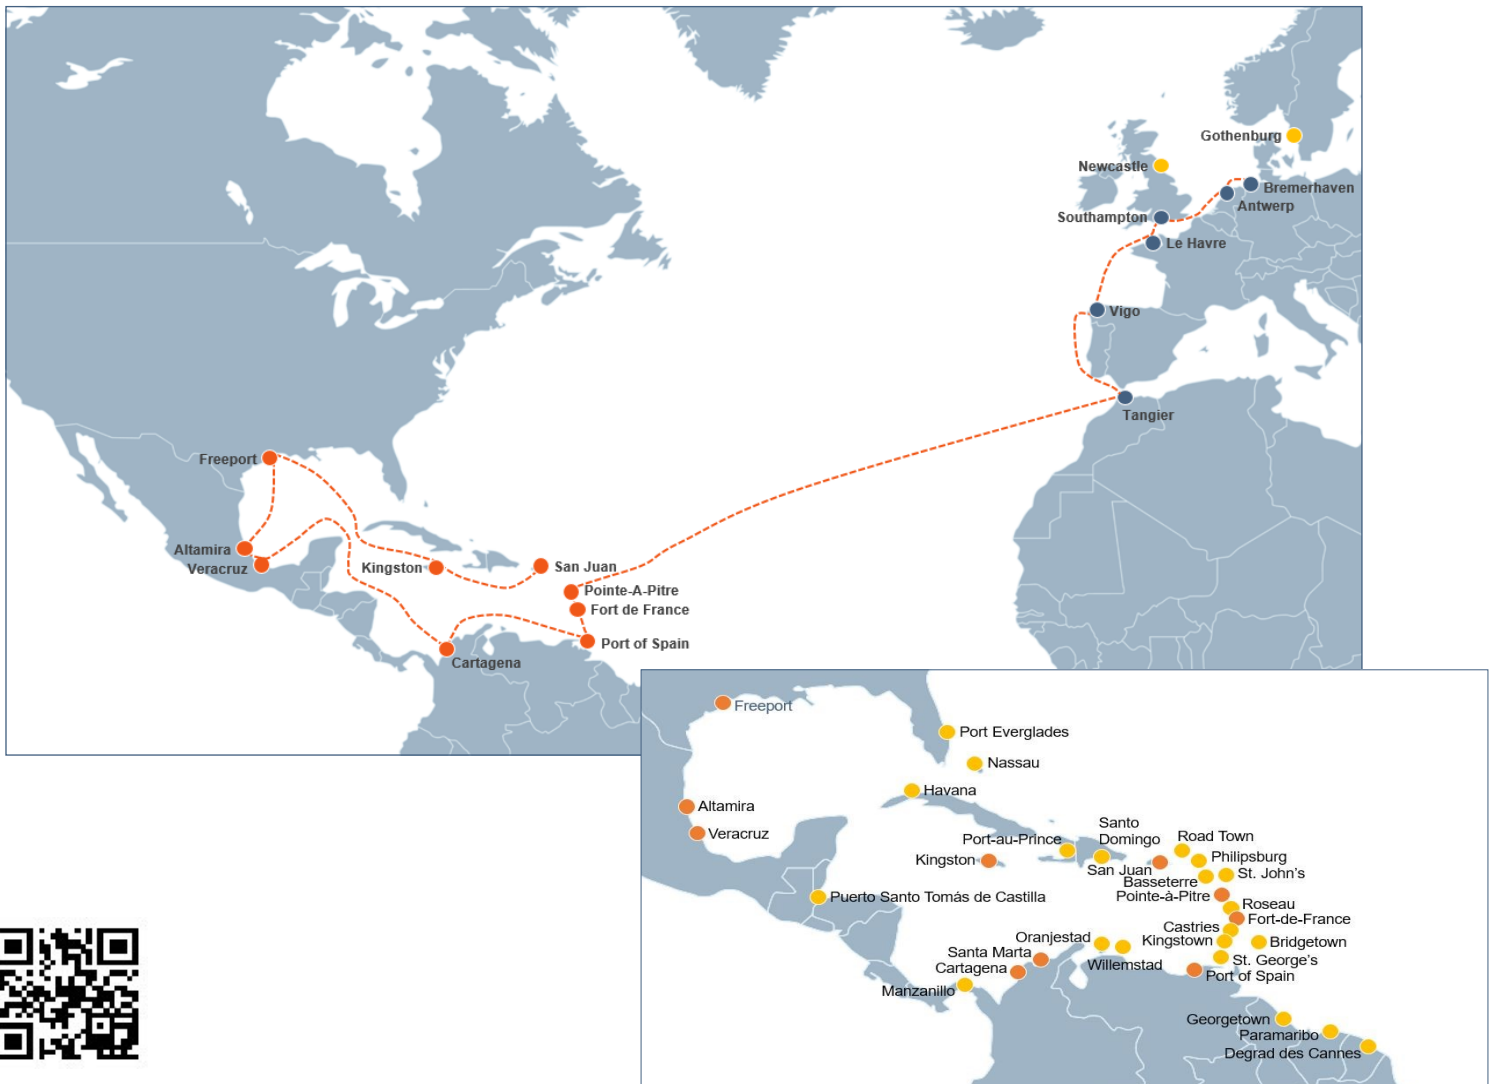 Gothenburg
Newcastle
Bremerhaven
Antwerp
Southampton
Le Havre
Vigo
Tangier
Freeport
Altamira
Veracruz
Kingston
San Juan
Pointe-A-Pitre
Fort de France
Port of Spain
Cartagena
Freeport
Port Everglades
Nassau
Havana
Altamira
Veracruz
Santo
Domingo
Port-au-Prince
Road Town
Kingston
Philipsburg
San Juan
St. John's
Basseterre
Pointe-à-Pitre
Puerto Santo Tomás de Castilla
Roseau
Fort-de-France
Castries
Oranjestad
Kingstown
Bridgetown
Santa Marta
St. George's
Willemstad
Cartagena
Port of Spain
Manzanillo
Georgetown
Paramaribo
Degrad des Cannes